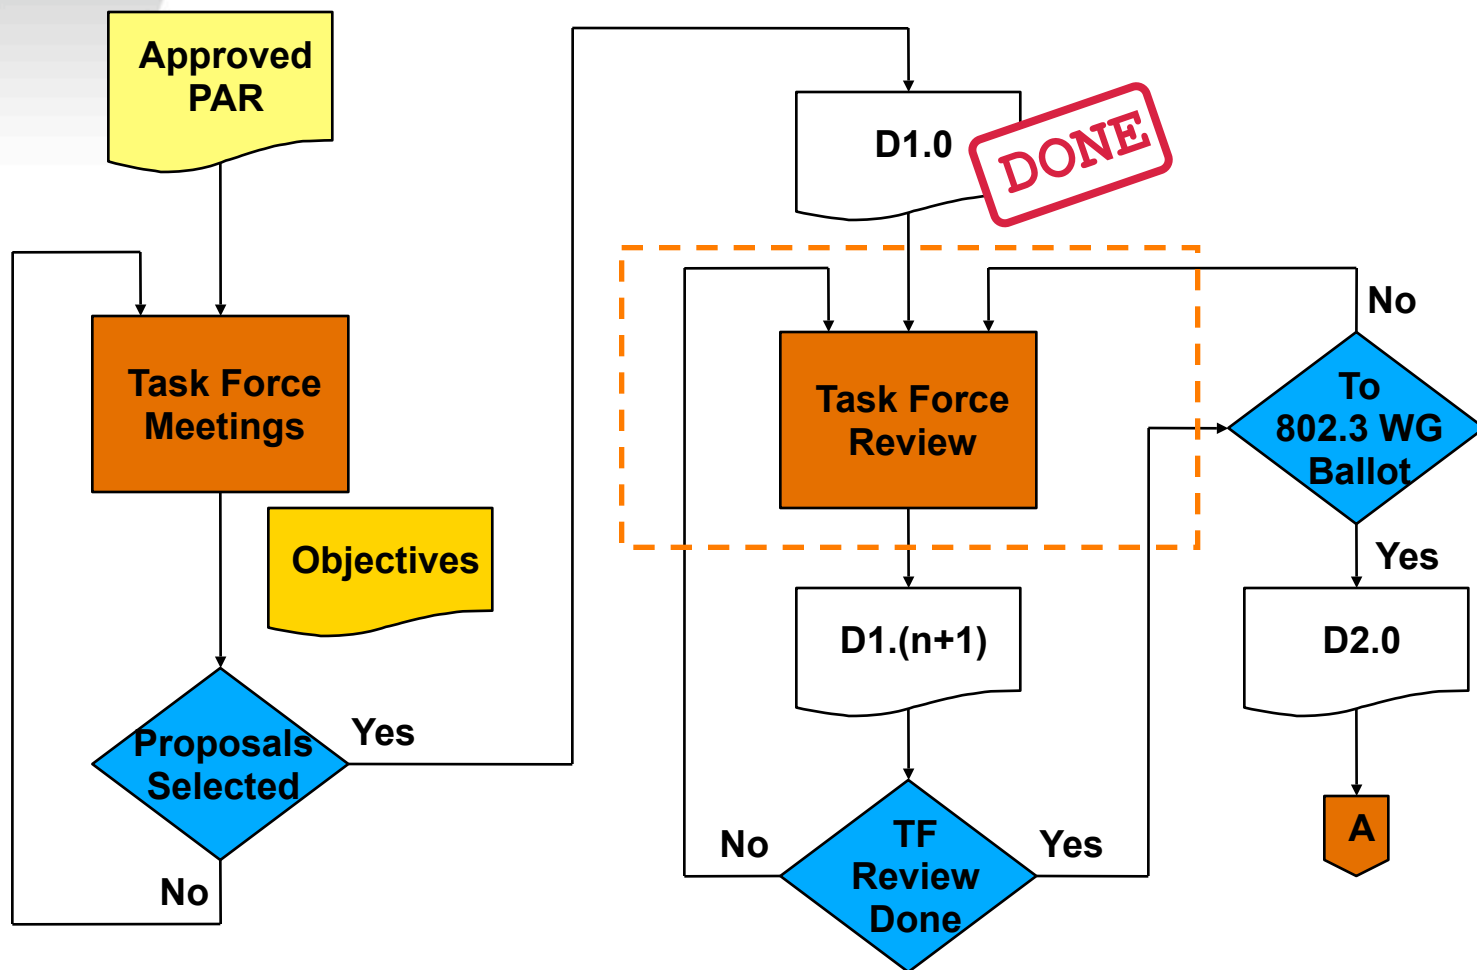 Approved
PAR
Task Force
Meetings
Objectives
Proposals
Selected
Yes
No
D1.0
DONE
Task Force
Review
D1.(n+1)
TF
Review
Done
No
Yes
To
802.3 WG
Ballot
No
Yes
D2.0
A